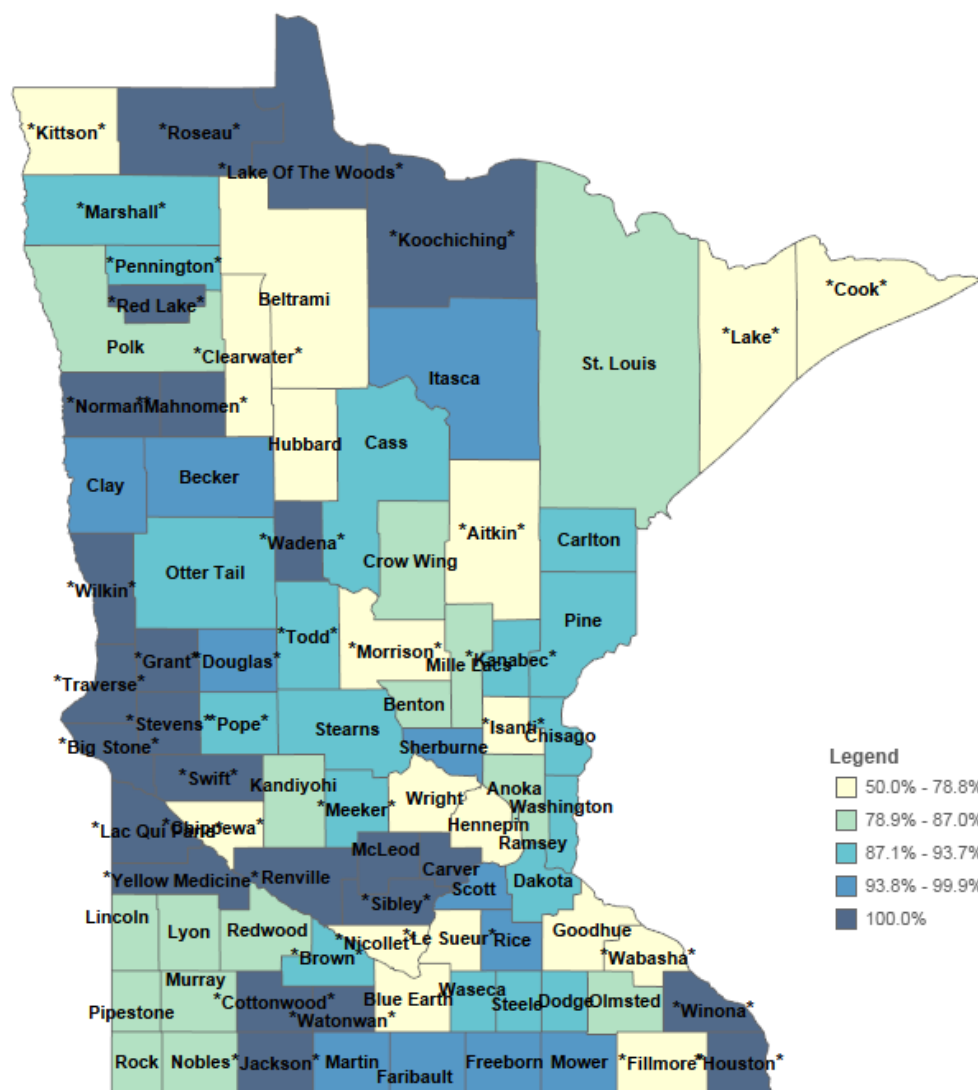 *Kittson*
*Roseau*
*Lake Of The Woods*
*Marshall*
*Koochiching*
*Pennington*
*Cook*
Beltrami
*Red Lake*
*Lake*
Polk
*Clearwater*
St. Louis
Itasca
*Norman*
*Mahnomen*
Hubbard
Cass
Clay
Becker
*Aitkin*
*Wadena*
Carlton
Crow Wing
Otter Tail
*Wilkin*
Pine
*Todd*
*Morrison*
*Grant*
*Douglas*
Mille Lacs
*Kanabec*
*Traverse*
Benton
*Stevens*
*Pope*
Stearns
*Isanti*
Chisago
*Big Stone*
Sherburne
*Swift*
Kandiyohi
Anoka
*Meeker*
Wright
Washington
*Lac Qui Parle*
*Chippewa*
Hennepin
Ramsey
McLeod
Carver
*Yellow Medicine*
Renville
Scott
Dakota
*Sibley*
Lincoln
Lyon
Redwood
*Nicollet*
*Le Sueur*
Rice
Goodhue
*Brown*
*Wabasha*
Murray
Pipestone
*Cottonwood*
*Watonwan*
Blue Earth
Waseca
Steele
Dodge
Olmsted
*Winona*
Rock
Nobles
*Jackson*
Martin
Faribault
Freeborn
Mower
*Fillmore*
*Houston*
Legend
50.0% - 78.8%
78.9% - 87.0%
87.1% - 93.7%
93.8% - 99.9%
100.0%